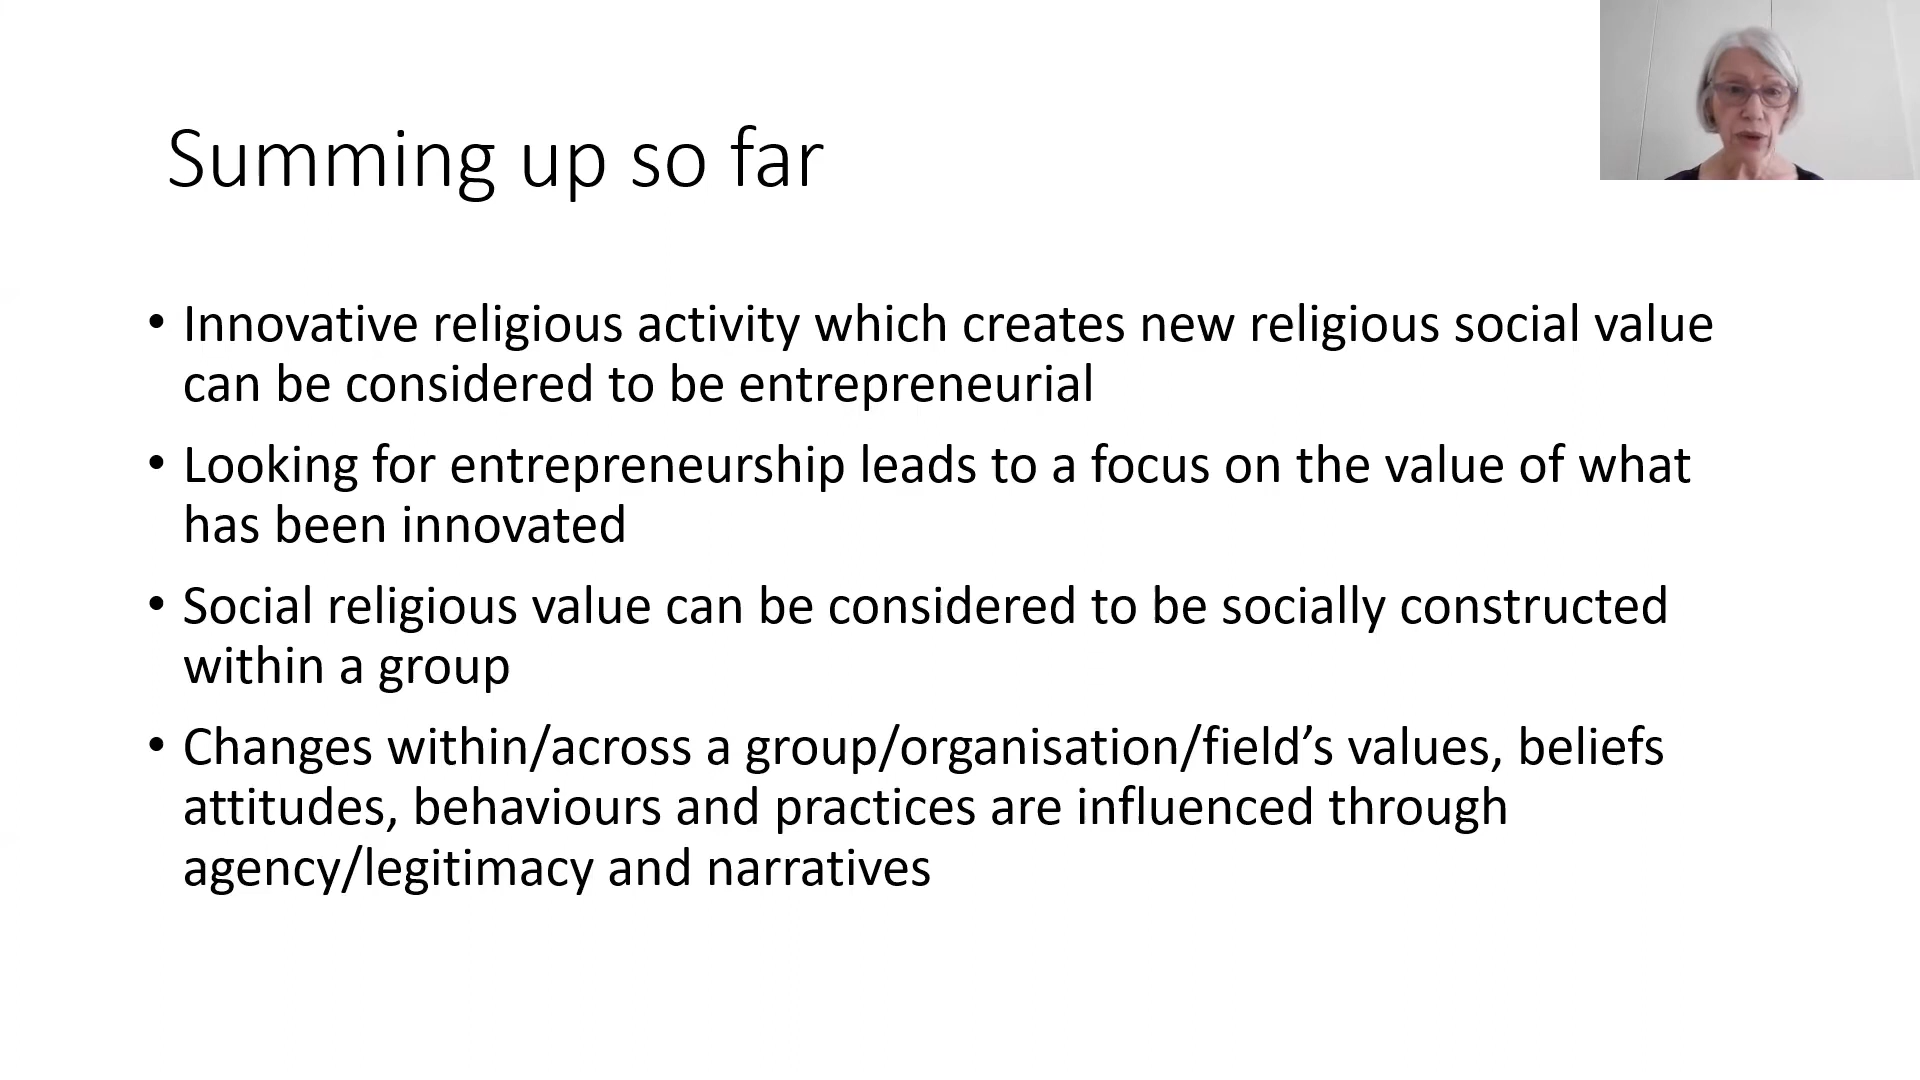 Summing up so far
• Innovative religious activity which creates new religious social value
can be considered to be entrepreneurial
• Looking for entrepreneurship leads to a focus on the value of what
has been innovated
• Social religious value can be considered to be socially constructed
within a group
• Changes within/across a group/organisation/field’s values, beliefs
attitudes, behaviours and practices are influenced through
agency/legitimacy and narratives